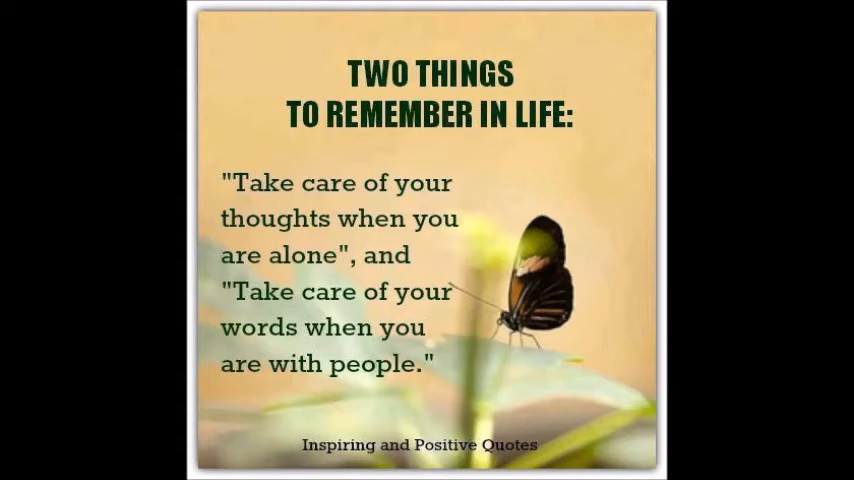 TWO THINGS
TO REMEMBER IN LIFE:
"Take care of your
thoughts when you
are alone", and
"Take care of your
words when you
are with people."
Inspiring and Positive Quotes